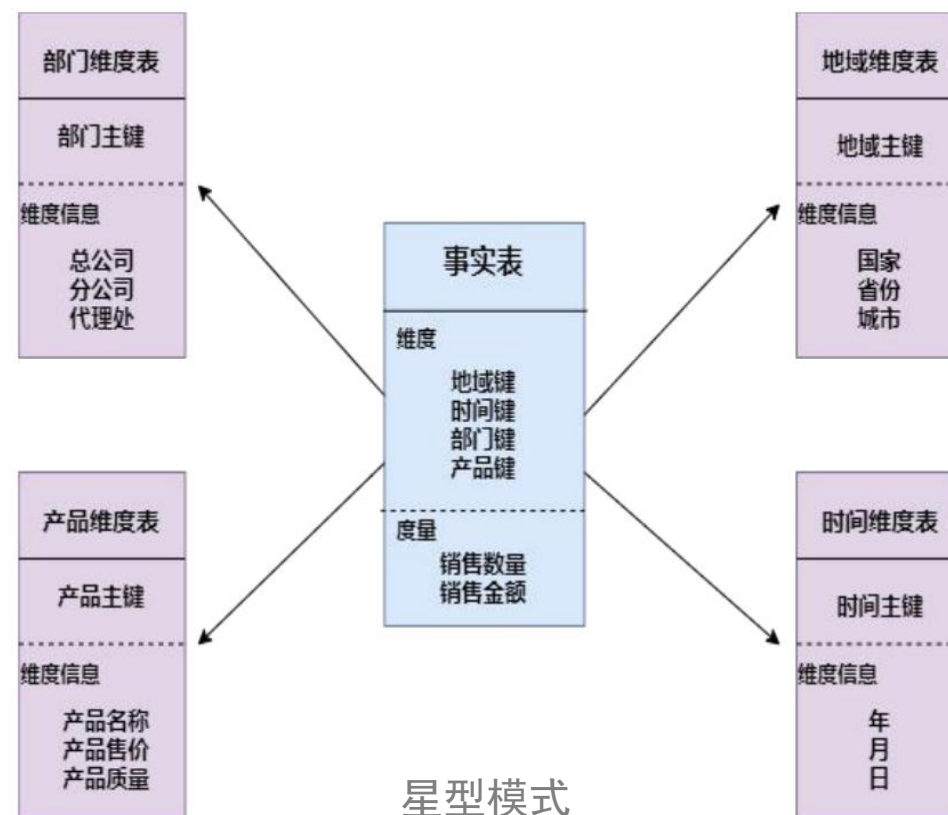 部门维度表
部门主键
维度信息
总公司
分公司
代理处
地域维度表
地域主键
维度信息
国家
省份
城市
事实表
维度
地域键
时间键
部门键
产品键
度量
销售数量
销售金额
产品维度表
产品主键
维度信息
产品名称
产品售价
产品质量
时间维度表
时间主键
维度信息
年
月
日
星型模式